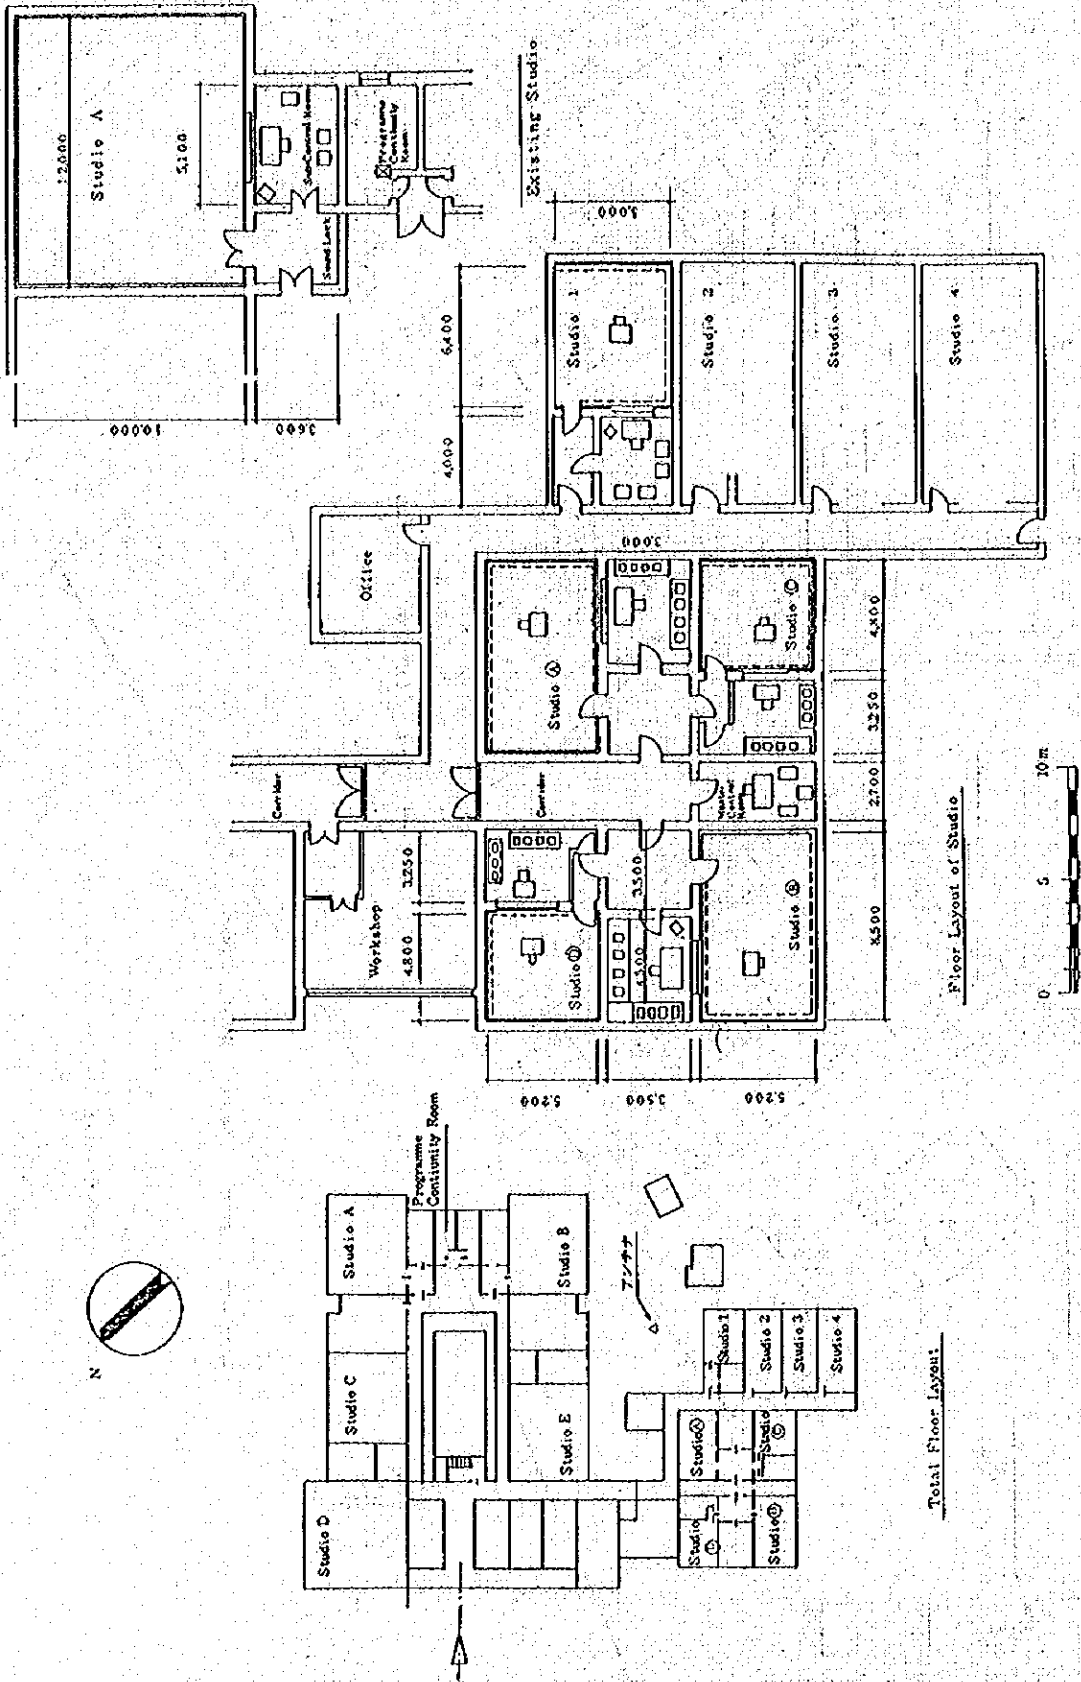 N
Studio D
Studio C
Studio A
Programme
Contiunity Room
Studio E
Studio B
アンテナ
Studio Ⓐ
Studio Ⓒ
Studio
Studio
Studio 1
Studio 2
Studio 3
Studio 4
Total Floor Layout
12,000
Studio A
5,100
Sub-Control Room
Programme
Contiunity
Room
Sound Lock
10,000
3,600
Existing Studio
Corridor
Workshop
4,800
3,250
Office
4,000
6,400
5,000
Studio 1
Studio 2
Studio 3
Studio 4
3,000
Corridor
Studio Ⓐ
Studio Ⓓ
4,500
3,500
Master
Control
Room
Studio Ⓑ
Studio Ⓒ
5,200
3,500
5,200
8,500
2,700
3,250
4,800
Floor Layout of Studio
0
5
10 m